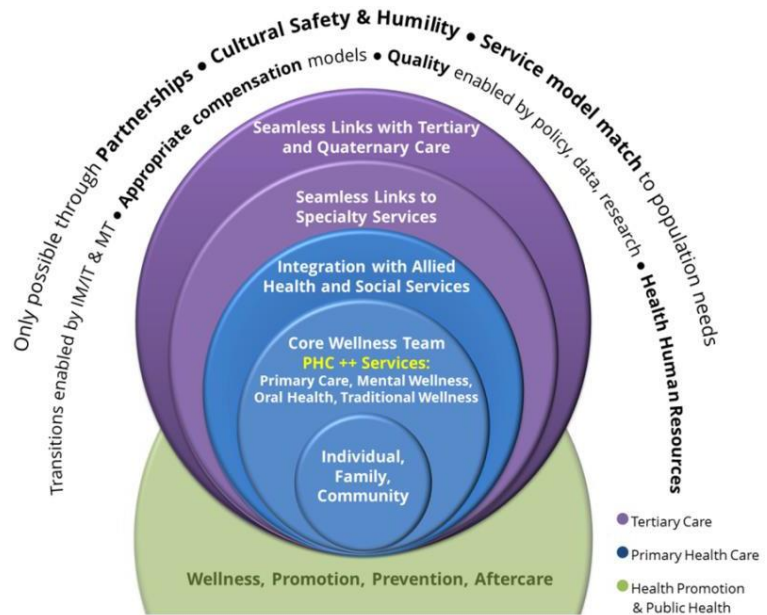 Only possible through Partnerships ● Cultural Safety & Humility ● Service model match to population needs
Transitions enabled by IM/IT & MT ● Appropriate compensation models ● Quality enabled by policy, data, research ● Health Human Resources
Seamless Links with Tertiary
and Quaternary Care
Seamless Links to
Specialty Services
Integration with Allied
Health and Social Services
Core Wellness Team
PHC ++ Services:
Primary Care, Mental Wellness,
Oral Health, Traditional Wellness
Individual,
Family,
Community
Wellness, Promotion, Prevention, Aftercare
Tertiary Care
Primary Health Care
Health Promotion
& Public Health